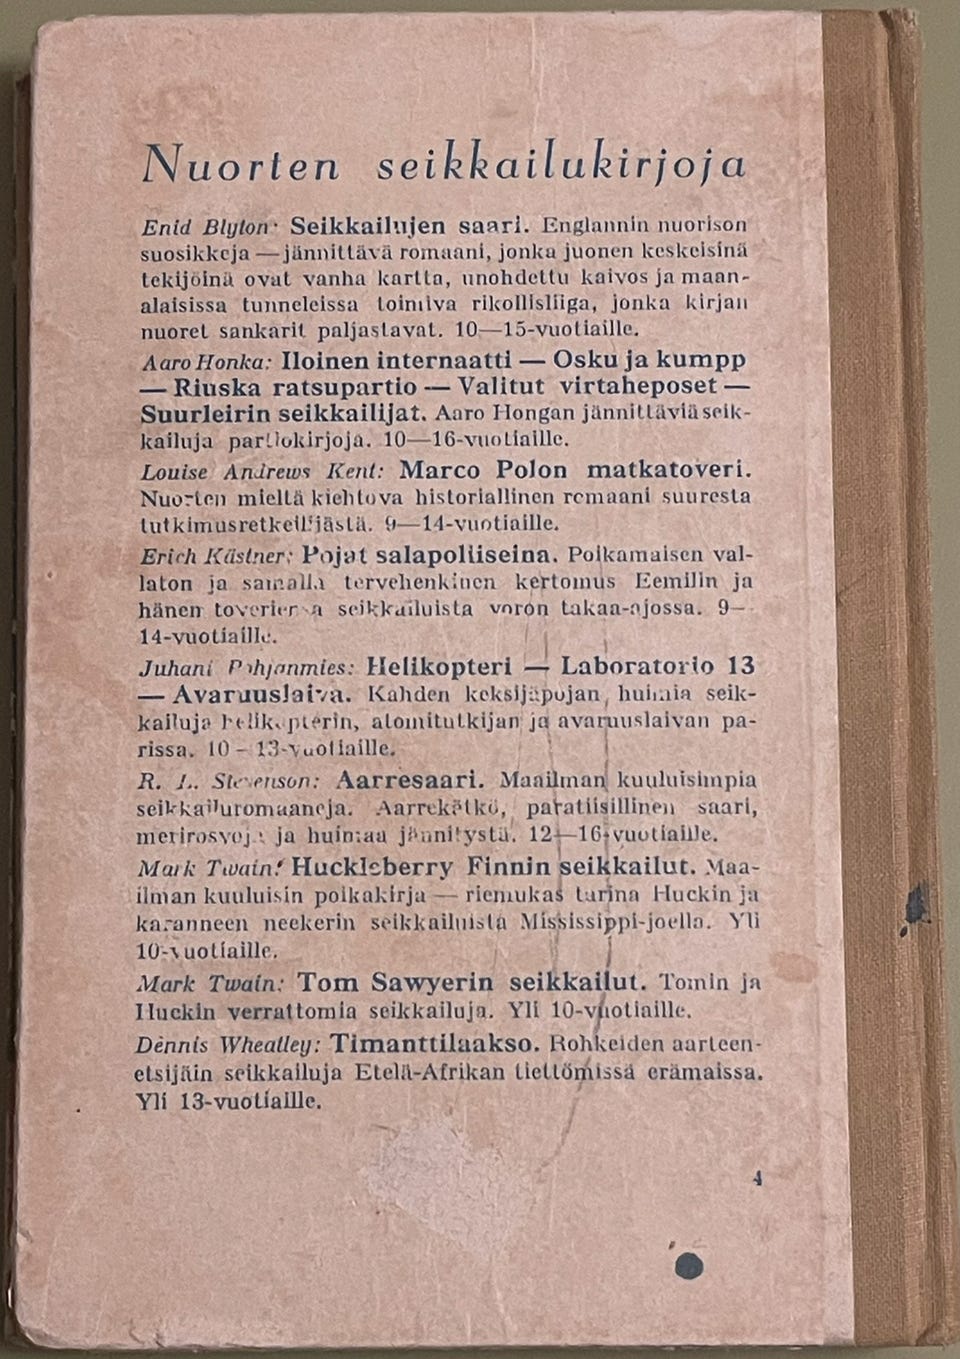 Nuorten seikkailukirjoja
Enid Blyton: Seikkailujen saari. Englannin nuorison
suosikkeja — jännittävä romaani, jonka juonen keskeisinä
tekijöinä ovat vanha kartta, unohdettu kaivos ja maan-
alaisissa tunneleissa toimiva rikollisliiga, jonka kirjan
nuoret sankarit paljastavat. 10—15-vuotiaille.
Aaro Honka: Iloinen internaatti — Osku ja kumpp
— Riuska ratsupartio — Valitut virtaheposet —
Suurleirin seikkailijat. Aaro Hongan jännittäviä seik-
kailuja partiokirjoja. 10—16-vuotiaille.
Louise Andrews Kent: Marco Polon matkatoveri.
Nuorten mieltä kiehtova historiallinen romaani suuresta
tutkimusretkeilijästä. 9—14-vuotiaille.
Erich Kästner: Pojat salapoliiseina. Poikamaisen val-
laton ja samalla tervehenkinen kertomus Eemilin ja
hänen toveriensa seikkailuista voron takaa-ajossa. 9—
14-vuotiaille.
Juhani Pohjanmies: Helikopteri — Laboratorio 13
— Avaruuslaiva. Kahden keksijäpojan huimia seik-
kailuja helikopterin, atomitutkijan ja avaruuslaivan pa-
rissa. 10—13-vuotiaille.
R. L. Stevenson: Aarresaari. Maailman kuuluisimpia
seikkailuromaaneja. Aarrekätkö, paratiisillinen saari,
merirosvoja ja huimaa jännitystä. 12—16-vuotiaille.
Mark Twain: Huckleberry Finnin seikkailut. Maa-
ilman kuuluisin poikakirja — riemukas tarina Huckin ja
karanneen neekerin seikkailuista Mississippi-joella. Yli
10-vuotiaille.
Mark Twain: Tom Sawyerin seikkailut. Tomin ja
Huckin verrattomia seikkailuja. Yli 10-vuotiaille.
Dennis Wheatley: Timanttilaakso. Rohkeiden aarteen-
etsijäin seikkailuja Etelä-Afrikan tiettömissä erämaissa.
Yli 13-vuotiaille.
4